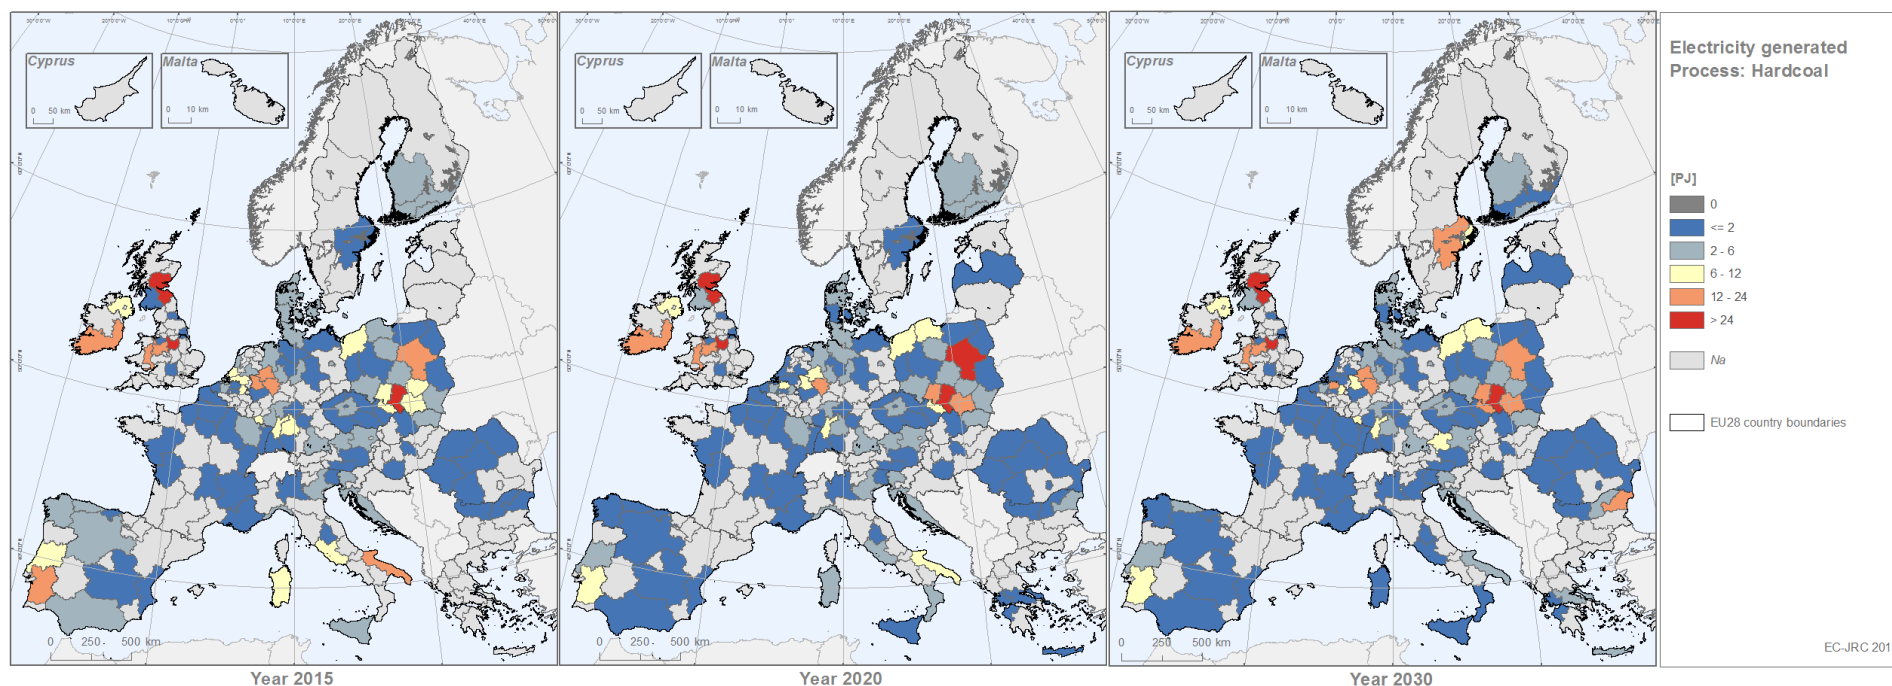 Cyprus
Malta
0 50 km
0 10 km
0 250 500 km
Year 2015
Cyprus
Malta
0 50 km
0 10 km
0 250 500 km
Year 2020
Cyprus
Malta
0 50 km
0 10 km
0 250 500 km
Year 2030
Electricity generated
Process: Hardcoal
[PJ]
0
<= 2
2 - 6
6 - 12
12 - 24
> 24
Na
EU28 country boundaries
EC-JRC 201